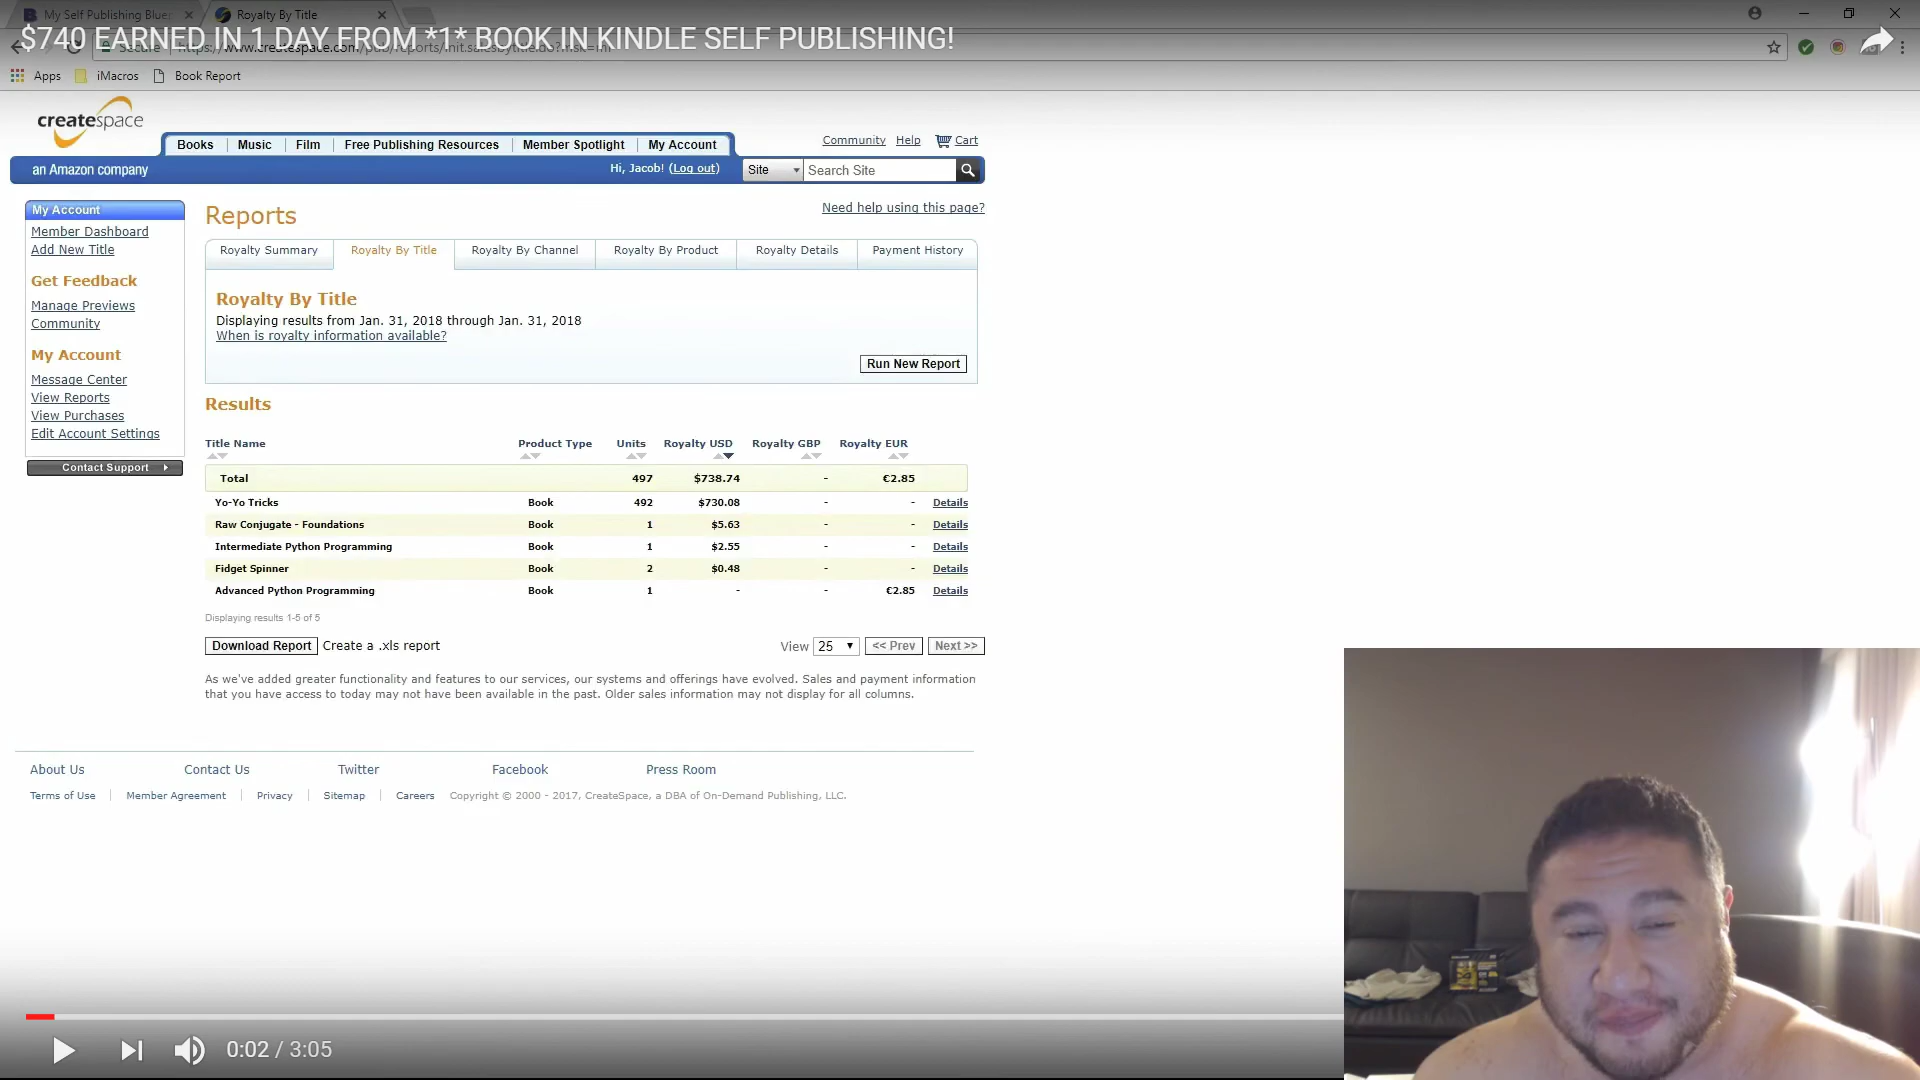 My Self Publishing Blue
Royalty By Title
$740 EARNED IN 1 DAY FROM *1* BOOK IN KINDLE SELF PUBLISHING!
Apps
iMacros
Book Report
createspace
Books
Music
Film
Free Publishing Resources
Member Spotlight
My Account
Community
Help
Cart
an Amazon company
Hi, Jacob! (Log out)
Site
Search Site
My Account
Member Dashboard
Add New Title
Get Feedback
Manage Previews
Community
My Account
Message Center
View Reports
View Purchases
Edit Account Settings
Contact Support
Reports
Need help using this page?
Royalty Summary
Royalty By Title
Royalty By Channel
Royalty By Product
Royalty Details
Payment History
Royalty By Title
Displaying results from Jan. 31, 2018 through Jan. 31, 2018
When is royalty information available?
Run New Report
Results
Title Name Product Type Units Royalty USD Royalty GBP Royalty EUR
Total 497 $738.74 - €2.85
Yo-Yo Tricks Book 492 $730.08 - - Details
Raw Conjugate - Foundations Book 1 $5.63 - - Details
Intermediate Python Programming Book 1 $2.55 - - Details
Fidget Spinner Book 2 $0.48 - - Details
Advanced Python Programming Book 1 - - €2.85 Details
Displaying results 1-5 of 5
Download Report Create a .xls report
View 25 << Prev Next >>
As we've added greater functionality and features to our services, our systems and offerings have evolved. Sales and payment information
that you have access to today may not have been available in the past. Older sales information may not display for all columns.
About Us
Contact Us
Twitter
Facebook
Press Room
Terms of Use
Member Agreement
Privacy
Sitemap
Careers
Copyright © 2000 - 2017, CreateSpace, a DBA of On-Demand Publishing, LLC.
0:02 / 3:05